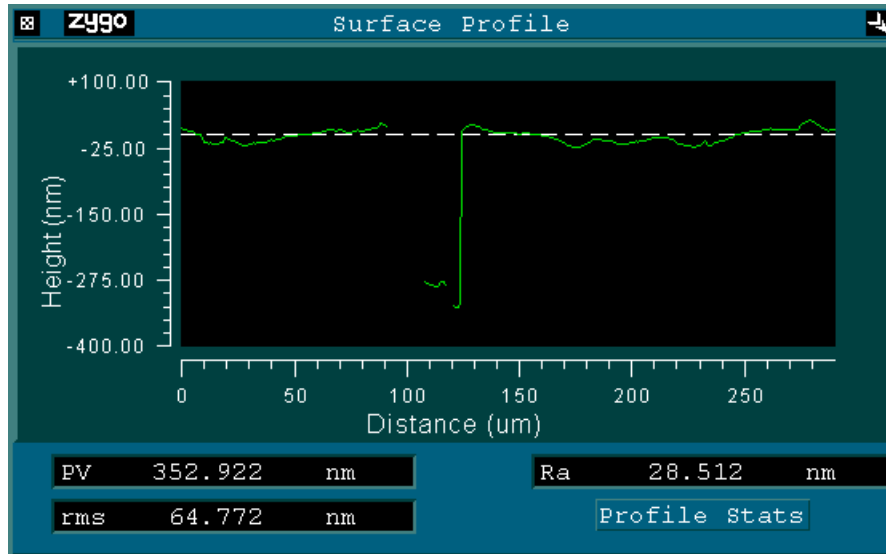 zygo Surface Profile
+100.00
-25.00
-150.00
-275.00
-400.00
Height (nm)
0 50 100 150 200 250
Distance (um)
PV 352.922 nm Ra 28.512 nm
rms 64.772 nm Profile Stats